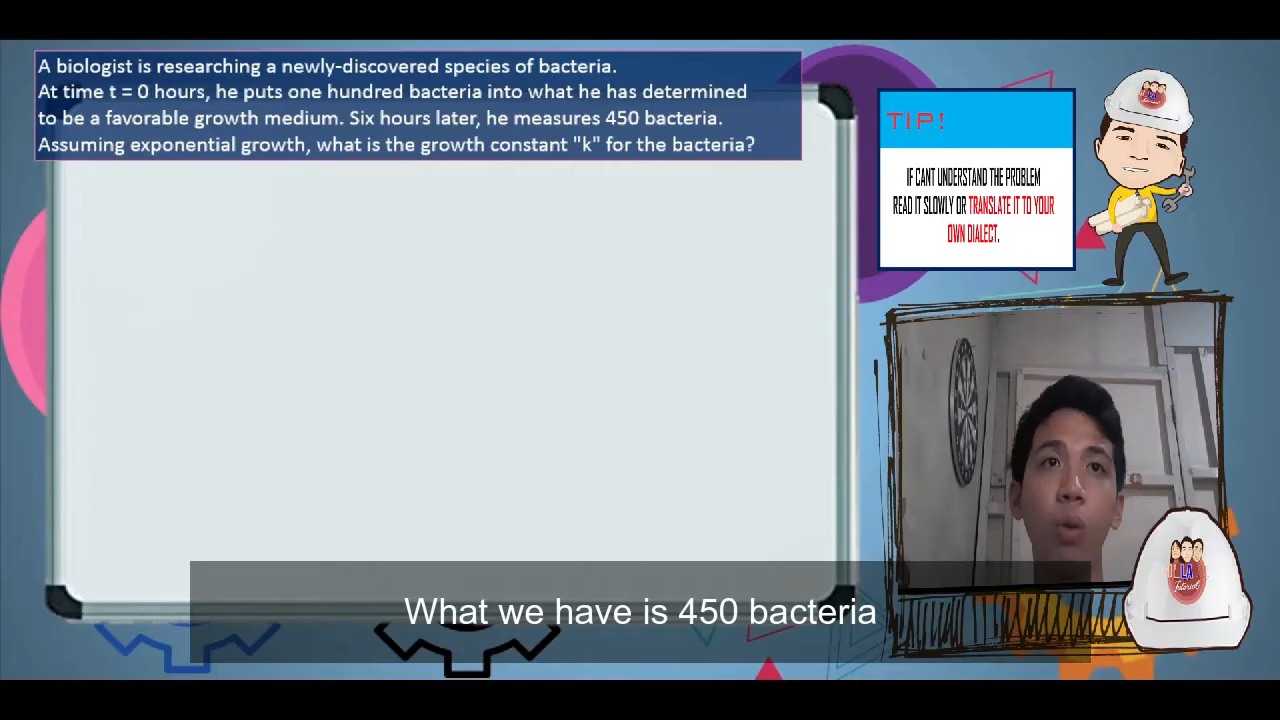 A biologist is researching a newly-discovered species of bacteria.
At time t = 0 hours, he puts one hundred bacteria into what he has determined
to be a favorable growth medium. Six hours later, he measures 450 bacteria.
Assuming exponential growth, what is the growth constant "k" for the bacteria?
TIP!
IF CANT UNDERSTAND THE PROBLEM
READ IT SLOWLY OR TRANSLATE IT TO YOUR
OWN DIALECT.
LA
Tutorial
What we have is 450 bacteria